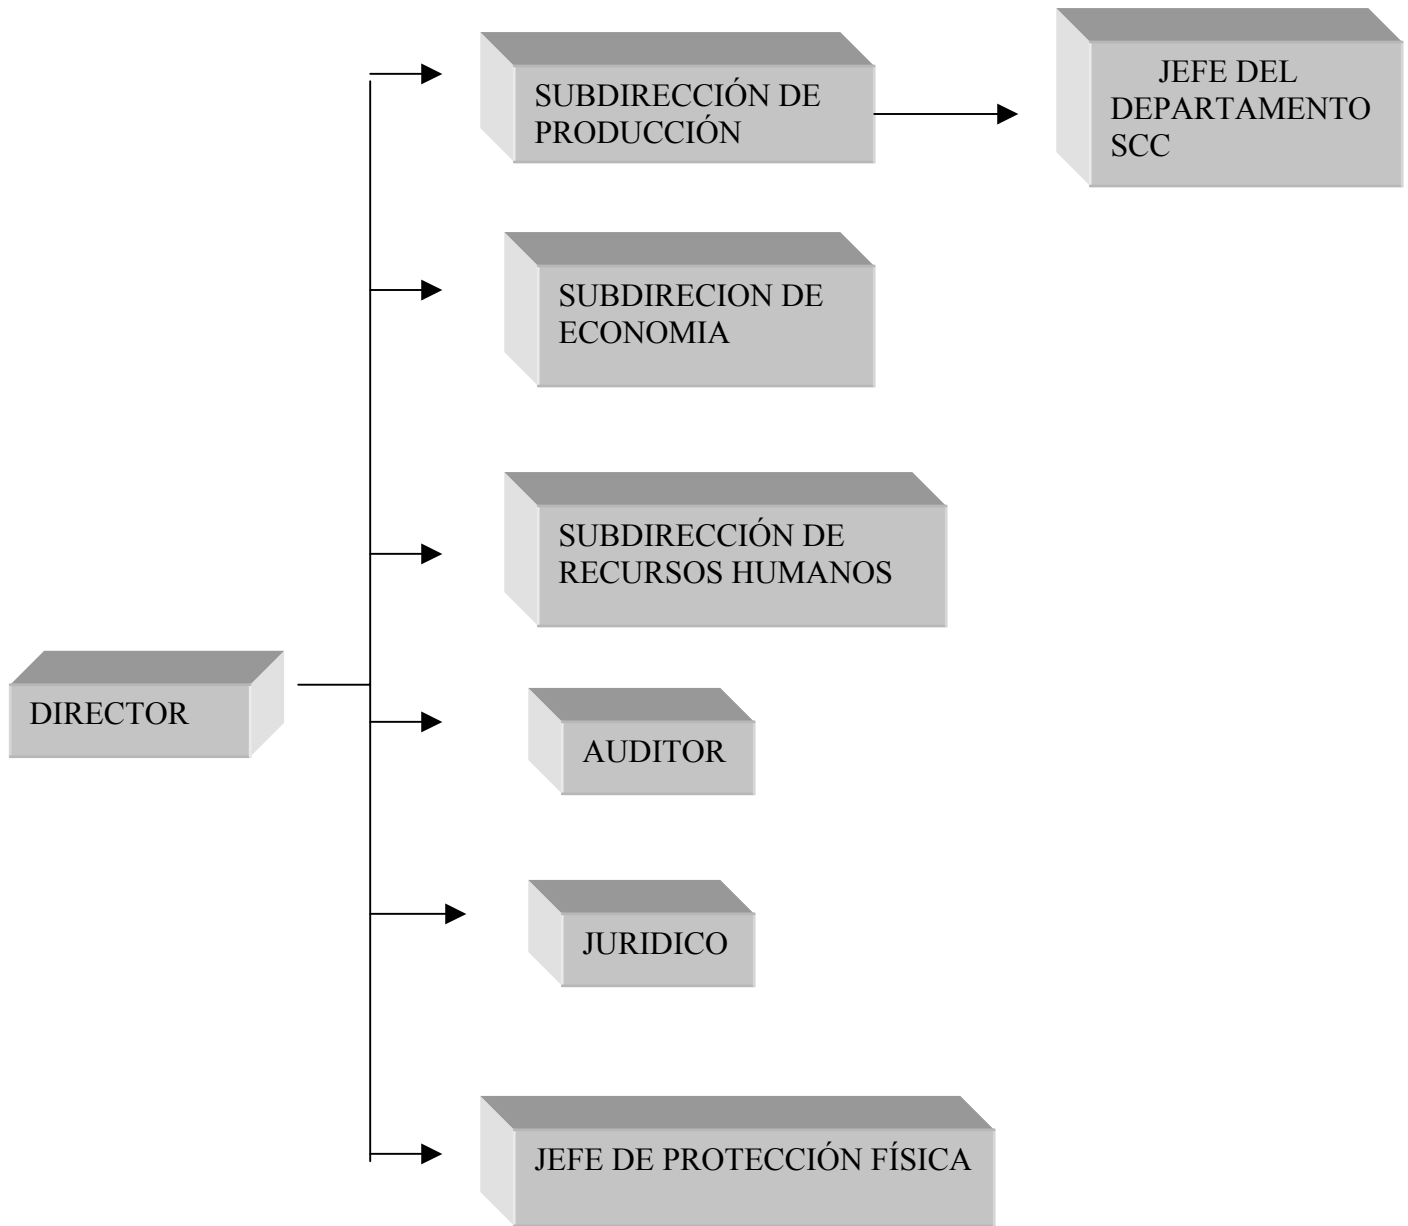 SUBDIRECCIÓN DE
PRODUCCIÓN
JEFE DEL
DEPARTAMENTO
SCC
SUBDIRECION DE
ECONOMIA
SUBDIRECCIÓN DE
RECURSOS HUMANOS
DIRECTOR
AUDITOR
JURIDICO
JEFE DE PROTECCIÓN FÍSICA